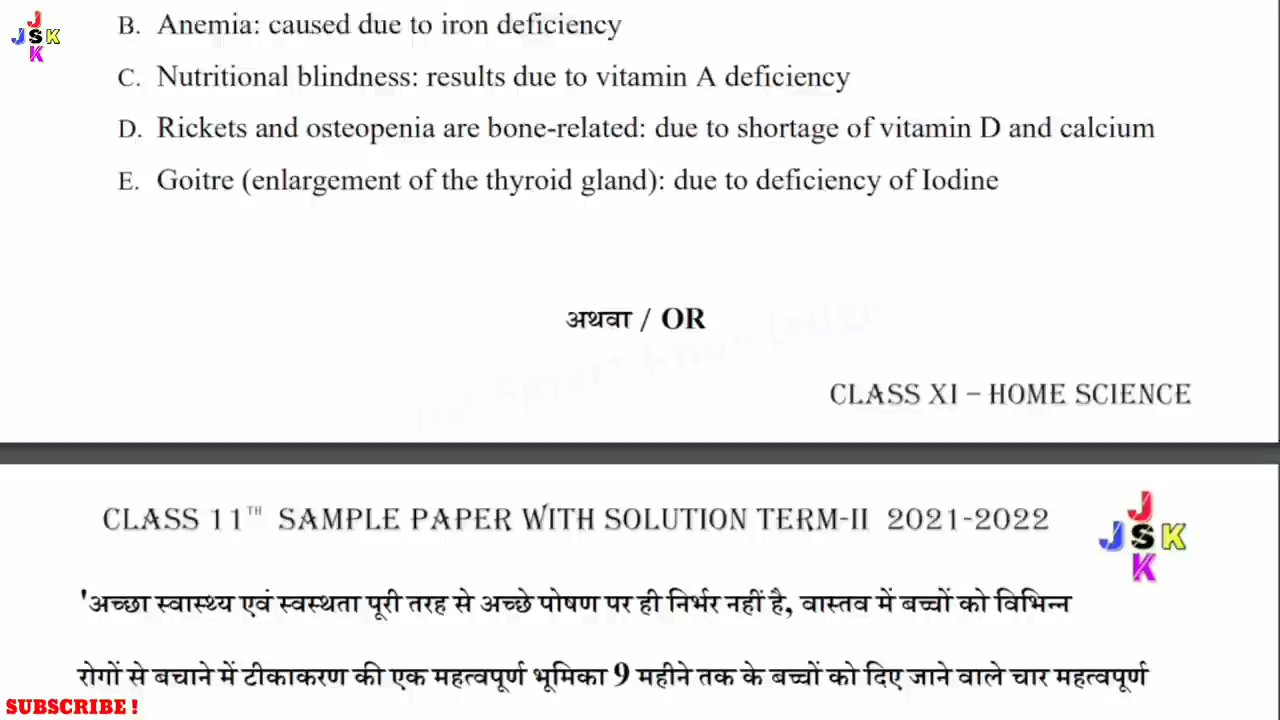 J
JSK
K
B. Anemia: caused due to iron deficiency
C. Nutritional blindness: results due to vitamin A deficiency
D. Rickets and osteopenia are bone-related: due to shortage of vitamin D and calcium
E. Goitre (enlargement of the thyroid gland): due to deficiency of Iodine
अथवा / OR
Smart Knowledge
CLASS XI – HOME SCIENCE
CLASS 11TH SAMPLE PAPER WITH SOLUTION TERM-II 2021-2022
J
JSK
K
'अच्छा स्वास्थ्य एवं स्वस्थता पूरी तरह से अच्छे पोषण पर ही निर्भर नहीं है, वास्तव में बच्चों को विभिन्न
रोगों से बचाने में टीकाकरण की एक महत्वपूर्ण भूमिका 9 महीने तक के बच्चों को दिए जाने वाले चार महत्वपूर्ण
SUBSCRIBE !